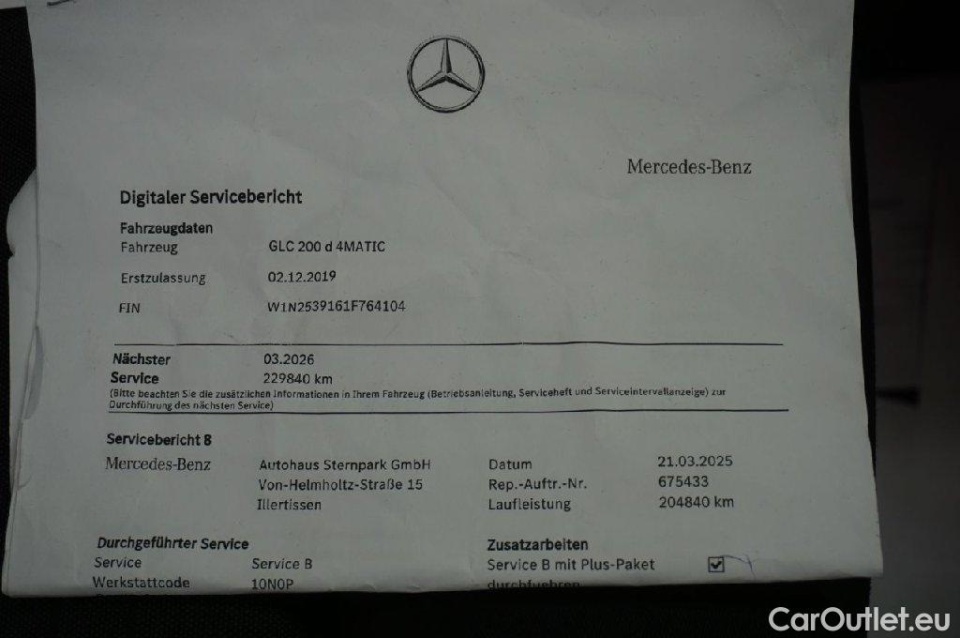 Mercedes-Benz
Digitaler Servicebericht
Fahrzeugdaten
Fahrzeug GLC 200 d 4MATIC
Erstzulassung 02.12.2019
FIN W1N2539161F764104
Nächster 03.2026
Service 229840 km
(Bitte beachten Sie die zusätzlichen Informationen in Ihrem Fahrzeug (Betriebsanleitung, Serviceheft und Serviceintervallanzeige) zur
Durchführung des nächsten Service)
Servicebericht 8
Mercedes-Benz Autohaus Sternpark GmbH Datum 21.03.2025
Von-Helmholtz-Straße 15 Rep.-Auftr.-Nr. 675433
Illertissen Laufleistung 204840 km
Durchgeführter Service Zusatzarbeiten
Service Service B Service B mit Plus-Paket
Werkstattcode 10N0P durchfuehren
CarOutlet.eu